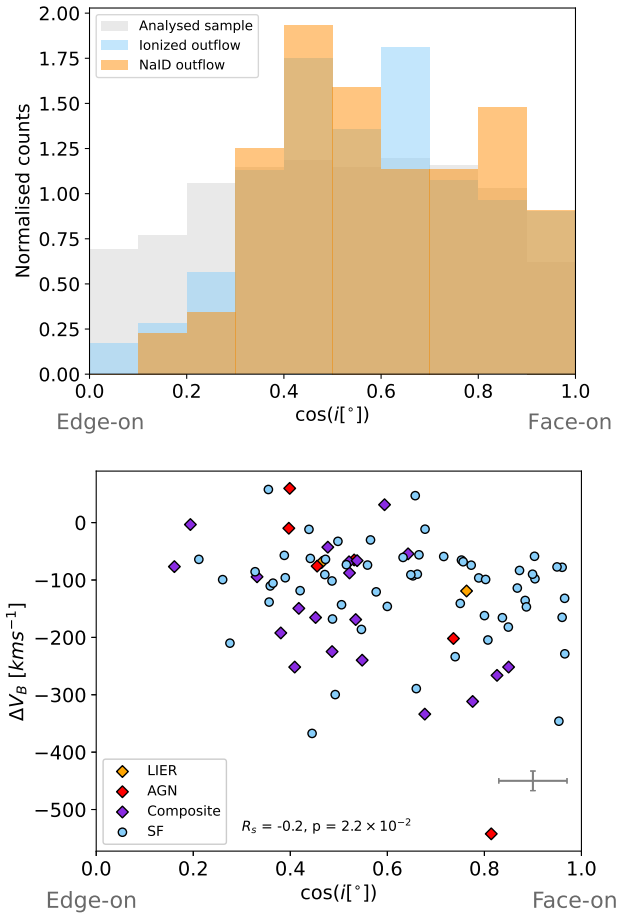 2.00
1.75
1.50
1.25
1.00
0.75
0.50
0.25
0.00
Normalised counts
Analysed sample
Ionized outflow
NaID outflow
0.0 0.2 0.4 0.6 0.8 1.0
cos(i[°])
Edge-on Face-on
0
−100
−200
−300
−400
−500
ΔV_B [kms⁻¹]
LIER
AGN
Composite
SF
R_s = -0.2, p = 2.2 × 10⁻²
0.0 0.2 0.4 0.6 0.8 1.0
cos(i[°])
Edge-on Face-on